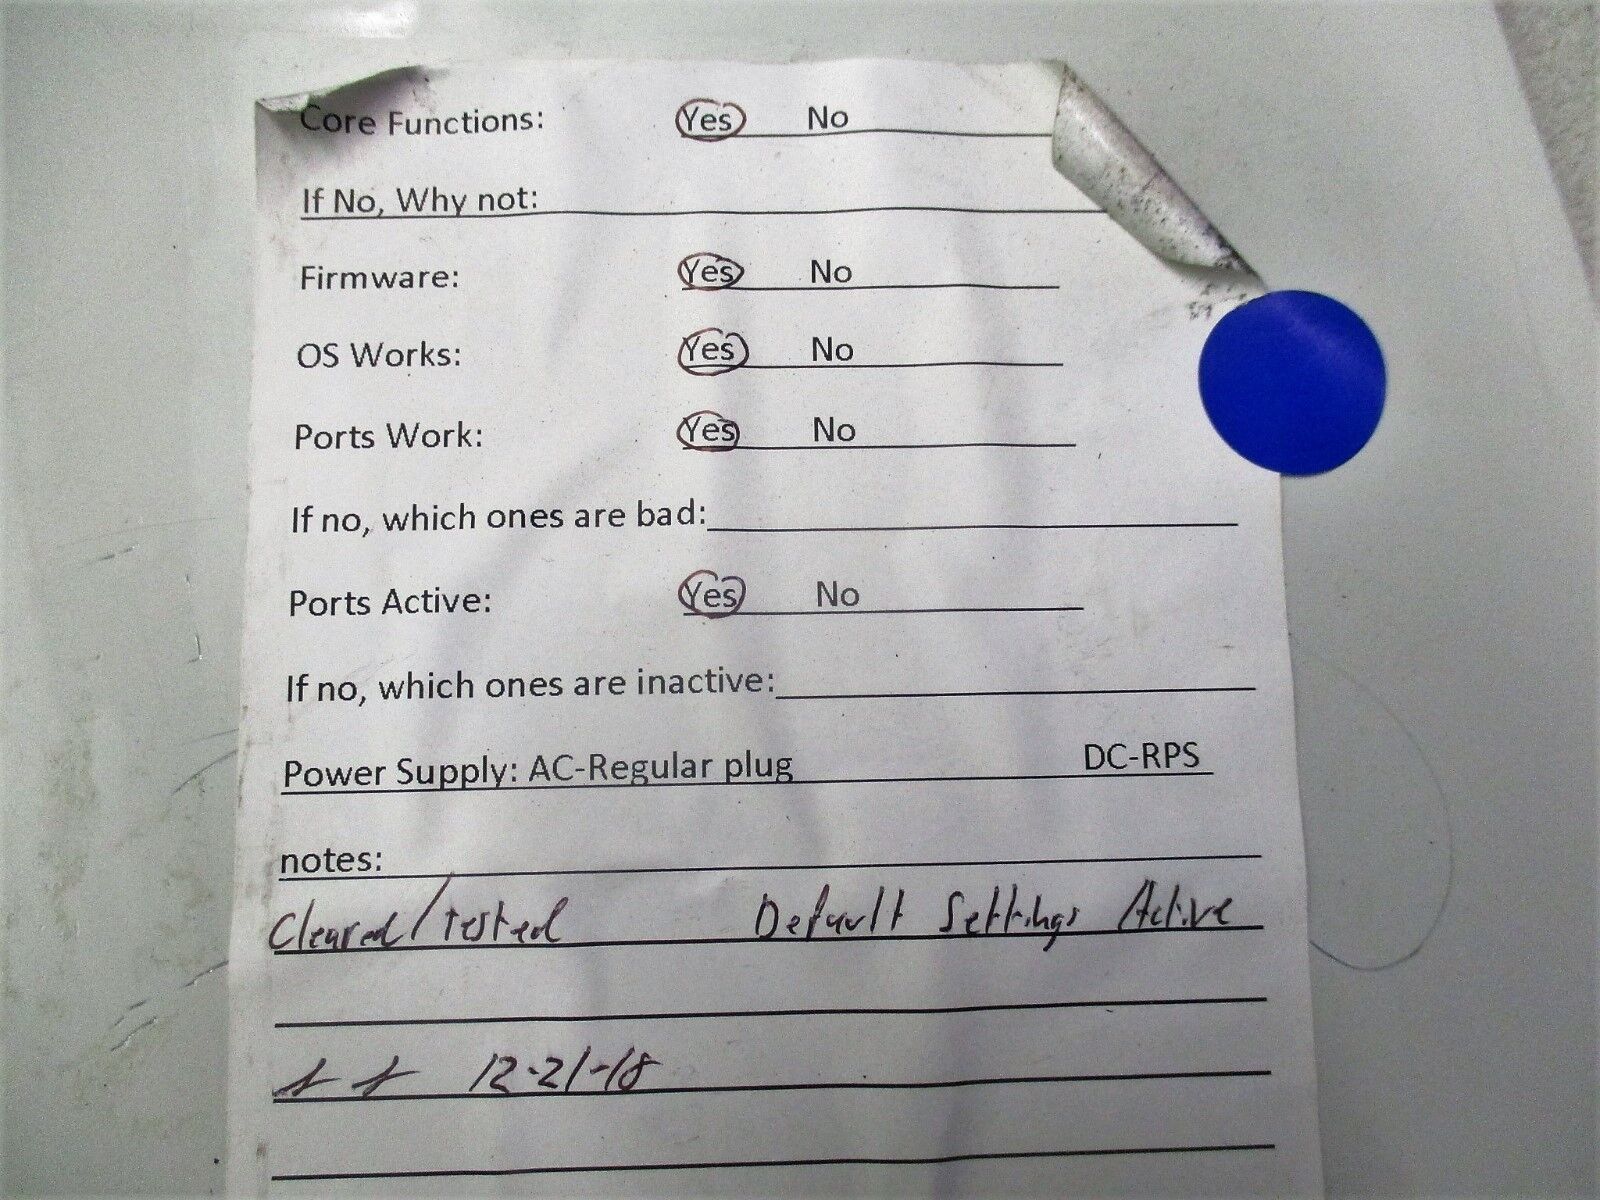 Core Functions: Yes No
If No, Why not:
Firmware: Yes No
OS Works: Yes No
Ports Work: Yes No
If no, which ones are bad:
Ports Active: Yes No
If no, which ones are inactive:
Power Supply: AC-Regular plug DC-RPS
notes:
Cleared/Tested Default Settings Active
12-21-18